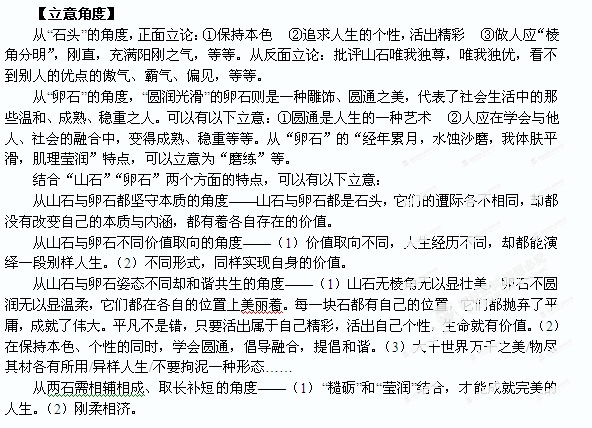 【立意角度】
从“石头”的角度，正面立论：①保持本色　②追求人生的个性，活出精彩　③做人应“棱
角分明”，刚直，充满阳刚之气，等等。从反面立论：批评山石唯我独尊，唯我独优，看不
到别人的优点的傲气、霸气、偏见，等等。
从“卵石”的角度，“圆润光滑”的卵石则是一种雕饰、圆通之美，代表了社会生活中的那
些温和、成熟、稳重之人。可以有以下立意：①圆通是人生的一种艺术　②人应在学会与他
人、社会的融合中，变得成熟、稳重等等。从“卵石”的“经年累月，水蚀沙磨，我体肤平
滑，肌理莹润”特点，可以立意为“磨练”等。
结合“山石”“卵石”两个方面的特点，可以有以下立意：
从山石与卵石都坚守本质的角度——山石与卵石都是石头，它们的遭际各不相同，却都
没有改变自己的本质与内涵，都有着各自存在的价值。
从山石与卵石不同价值取向的角度——（1）价值取向不同，人生经历不同，却都能演
绎一段别样人生。（2）不同形式，同样实现自身的价值。
从山石与卵石姿态不同却和谐共生的角度——（1）山石无棱角无以显壮美，卵石不圆
润无以显温柔，它们都在各自的位置上美丽着。每一块石都有自己的位置，它们都抛弃了平
庸，成就了伟大。平凡不是错，只要活出属于自己精彩，活出自己个性，生命就有价值。（2）
在保持本色、个性的同时，学会圆通，倡导融合，提倡和谐。（3）大千世界万千之美/物尽
其材各有所用/异样人生/不要拘泥一种形态……
从两石需相辅相成、取长补短的角度——（1）“糙砺”和“莹润”结合，才能成就完美的
人生。（2）刚柔相济。